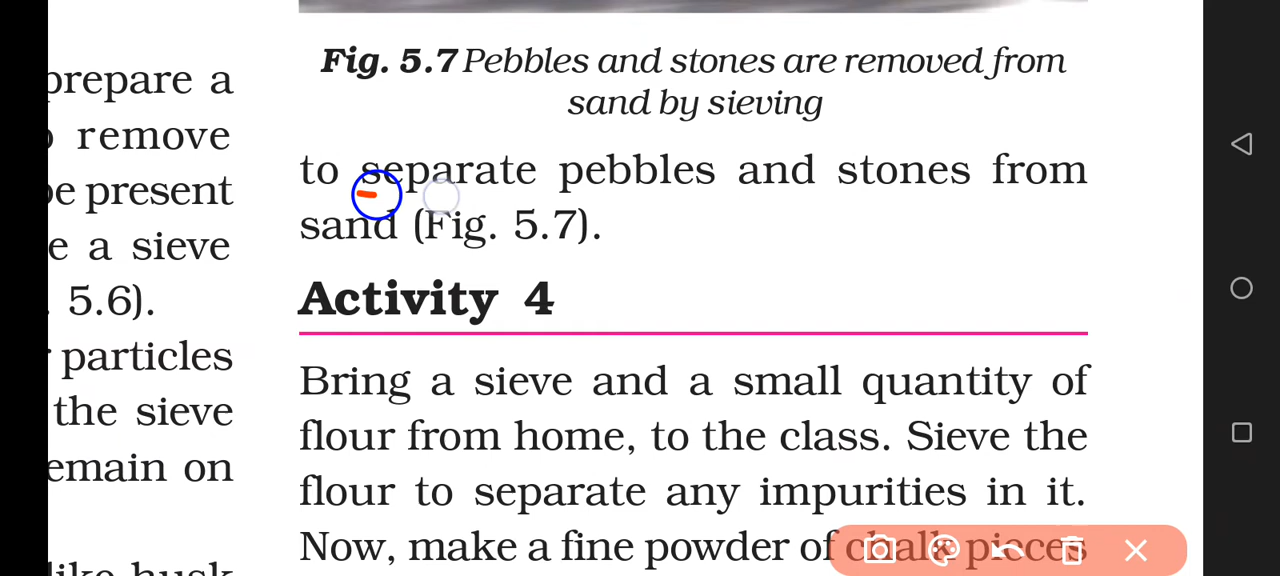 prepare a
remove
be present
e a sieve
5.6).
particles
the sieve
emain on
like husk
Fig. 5.7 Pebbles and stones are removed from
sand by sieving
to separate pebbles and stones from
sand (Fig. 5.7).
Activity 4
Bring a sieve and a small quantity of
flour from home, to the class. Sieve the
flour to separate any impurities in it.
Now, make a fine powder of chalk pieces